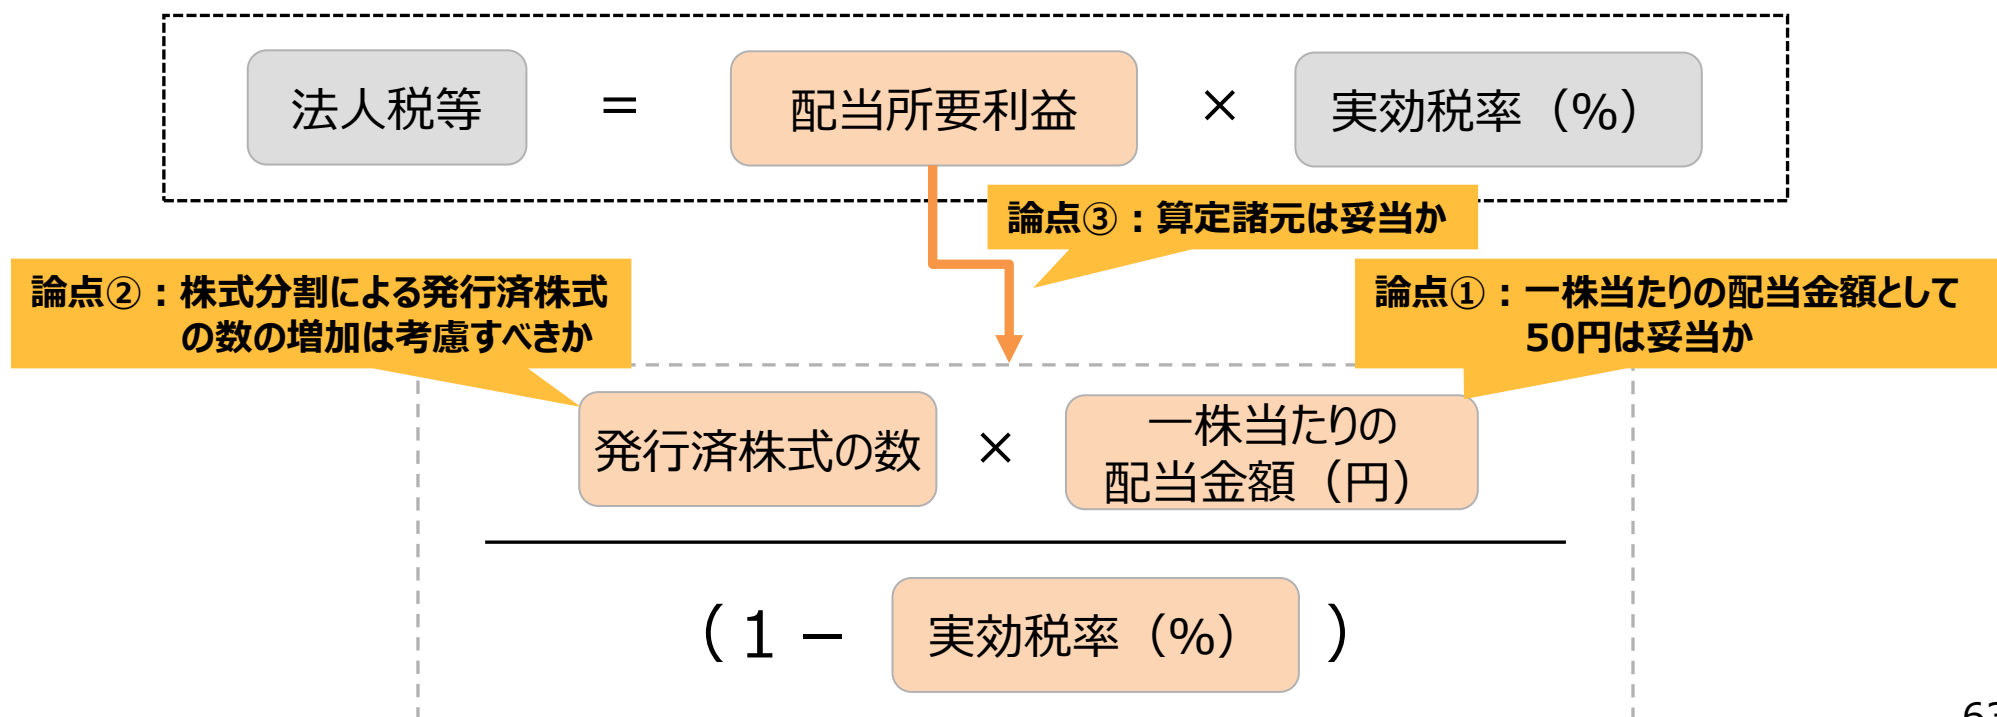 法人税等 = 配当所要利益 × 実効税率（%）
論点③：算定諸元は妥当か
論点②：株式分割による発行済株式
の数の増加は考慮すべきか
論点①：一株当たりの配当金額として
50円は妥当か
発行済株式の数 × 一株当たりの
配当金額（円）
（1 − 実効税率（%））